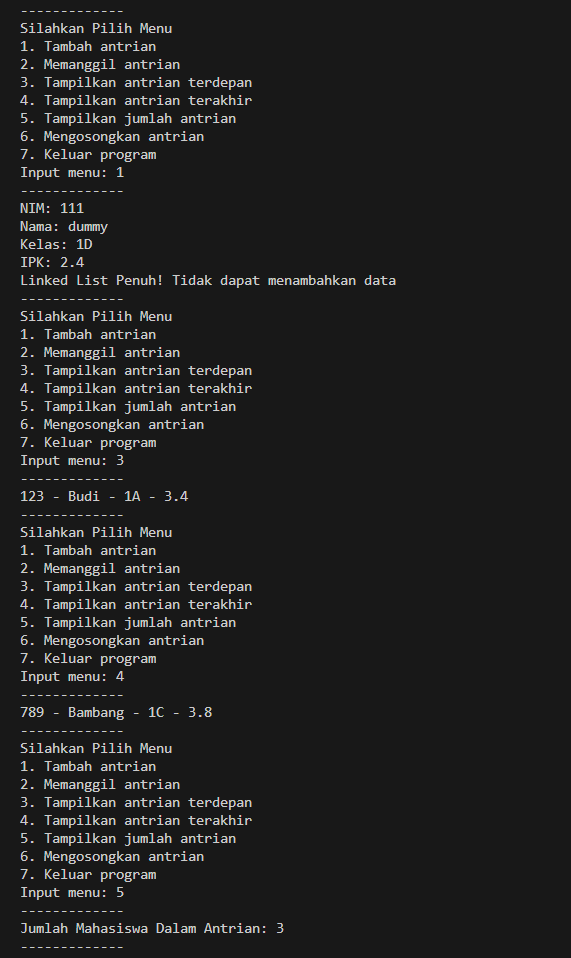 -------------
Silahkan Pilih Menu
1. Tambah antrian
2. Memanggil antrian
3. Tampilkan antrian terdepan
4. Tampilkan antrian terakhir
5. Tampilkan jumlah antrian
6. Mengosongkan antrian
7. Keluar program
Input menu: 1
-------------
NIM: 111
Nama: dummy
Kelas: 1D
IPK: 2.4
Linked List Penuh! Tidak dapat menambahkan data
-------------
Silahkan Pilih Menu
1. Tambah antrian
2. Memanggil antrian
3. Tampilkan antrian terdepan
4. Tampilkan antrian terakhir
5. Tampilkan jumlah antrian
6. Mengosongkan antrian
7. Keluar program
Input menu: 3
-------------
123 - Budi - 1A - 3.4
-------------
Silahkan Pilih Menu
1. Tambah antrian
2. Memanggil antrian
3. Tampilkan antrian terdepan
4. Tampilkan antrian terakhir
5. Tampilkan jumlah antrian
6. Mengosongkan antrian
7. Keluar program
Input menu: 4
-------------
789 - Bambang - 1C - 3.8
-------------
Silahkan Pilih Menu
1. Tambah antrian
2. Memanggil antrian
3. Tampilkan antrian terdepan
4. Tampilkan antrian terakhir
5. Tampilkan jumlah antrian
6. Mengosongkan antrian
7. Keluar program
Input menu: 5
-------------
Jumlah Mahasiswa Dalam Antrian: 3
-------------